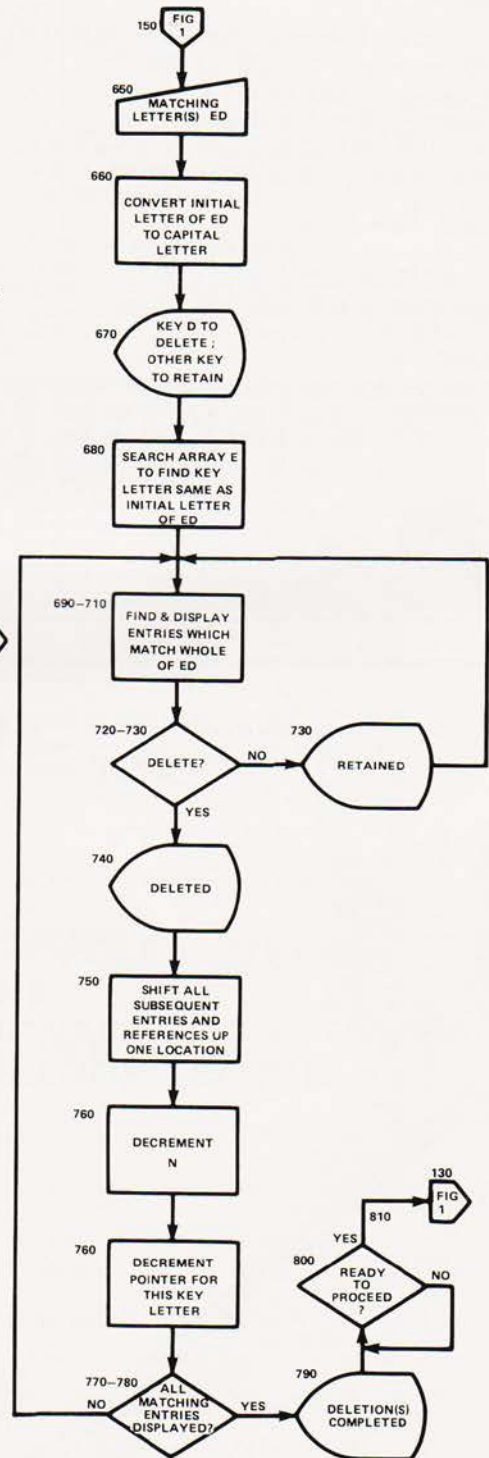 150
FIG
1
650
MATCHING
LETTER(S) ED
660
CONVERT INITIAL
LETTER OF ED
TO CAPITAL
LETTER
670
KEY D TO
DELETE ;
OTHER KEY
TO RETAIN
680
SEARCH ARRAY E
TO FIND KEY
LETTER SAME AS
INITIAL LETTER
OF ED
690–710
FIND & DISPLAY
ENTRIES WHICH
MATCH WHOLE
OF ED
720–730
DELETE?
NO
730
RETAINED
YES
740
DELETED
750
SHIFT ALL
SUBSEQUENT
ENTRIES AND
REFERENCES UP
ONE LOCATION
760
DECREMENT
N
760
DECREMENT
POINTER FOR
THIS KEY
LETTER
770–780
ALL
MATCHING
ENTRIES
DISPLAYED?
NO
YES
790
DELETION(S)
COMPLETED
800
READY
TO
PROCEED
?
NO
YES
810
130
FIG
1